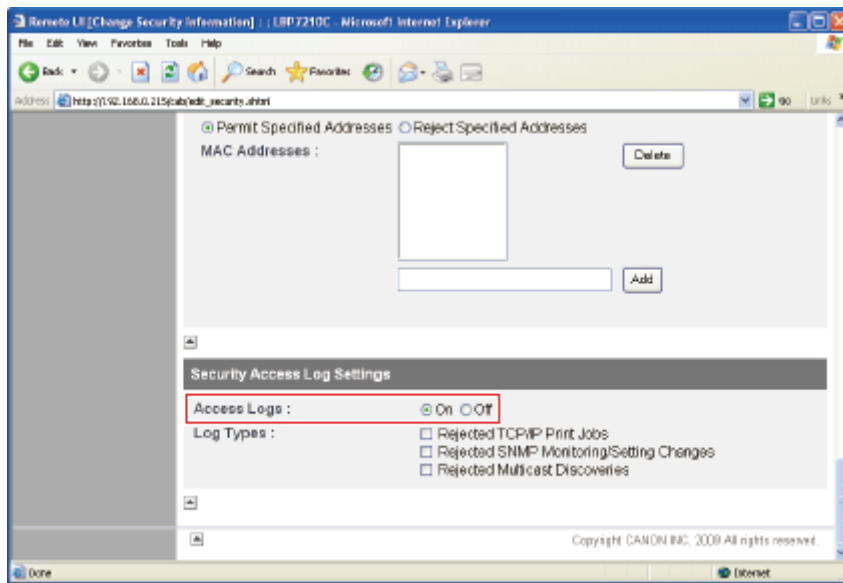 Remote UI [Change Security Information] : : LBP7210C - Microsoft Internet Explorer
File Edit View Favorites Tools Help
Back Search Favorites
Address http://192.168.0.215/cab/edit_security.shtml Go Links
Permit Specified Addresses Reject Specified Addresses
MAC Addresses : Delete
Add
Security Access Log Settings
Access Logs : On Off
Log Types : Rejected TCP/IP Print Jobs
Rejected SNMP Monitoring/Setting Changes
Rejected Multicast Discoveries
Copyright CANON INC. 2009 All rights reserved.
Done Internet